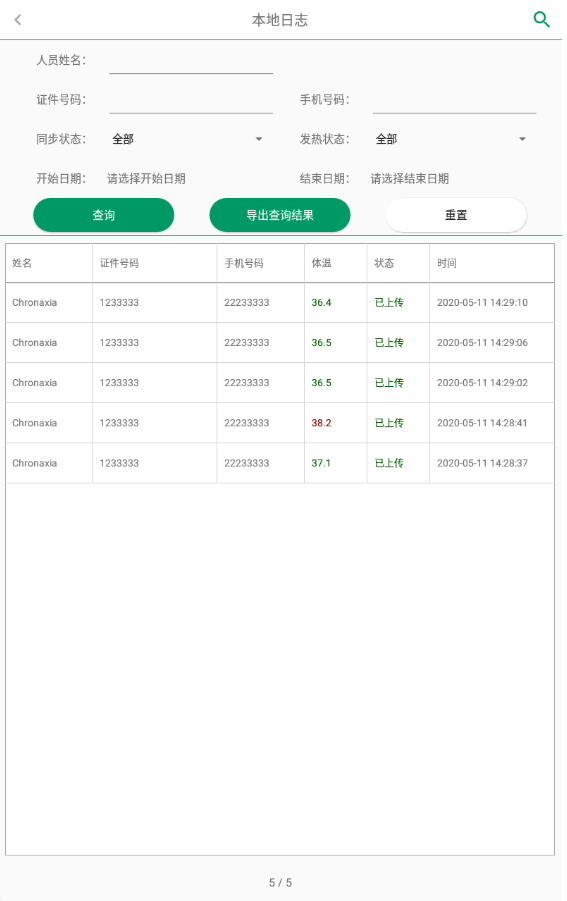 本地日志
人员姓名：
证件号码： 手机号码：
同步状态： 全部 发热状态： 全部
开始日期： 请选择开始日期 结束日期： 请选择结束日期
查询 导出查询结果 重置
姓名 证件号码 手机号码 体温 状态 时间
Chronaxia 1233333 22233333 36.4 已上传 2020-05-11 14:29:10
Chronaxia 1233333 22233333 36.5 已上传 2020-05-11 14:29:06
Chronaxia 1233333 22233333 36.5 已上传 2020-05-11 14:29:02
Chronaxia 1233333 22233333 38.2 已上传 2020-05-11 14:28:41
Chronaxia 1233333 22233333 37.1 已上传 2020-05-11 14:28:37
5 / 5